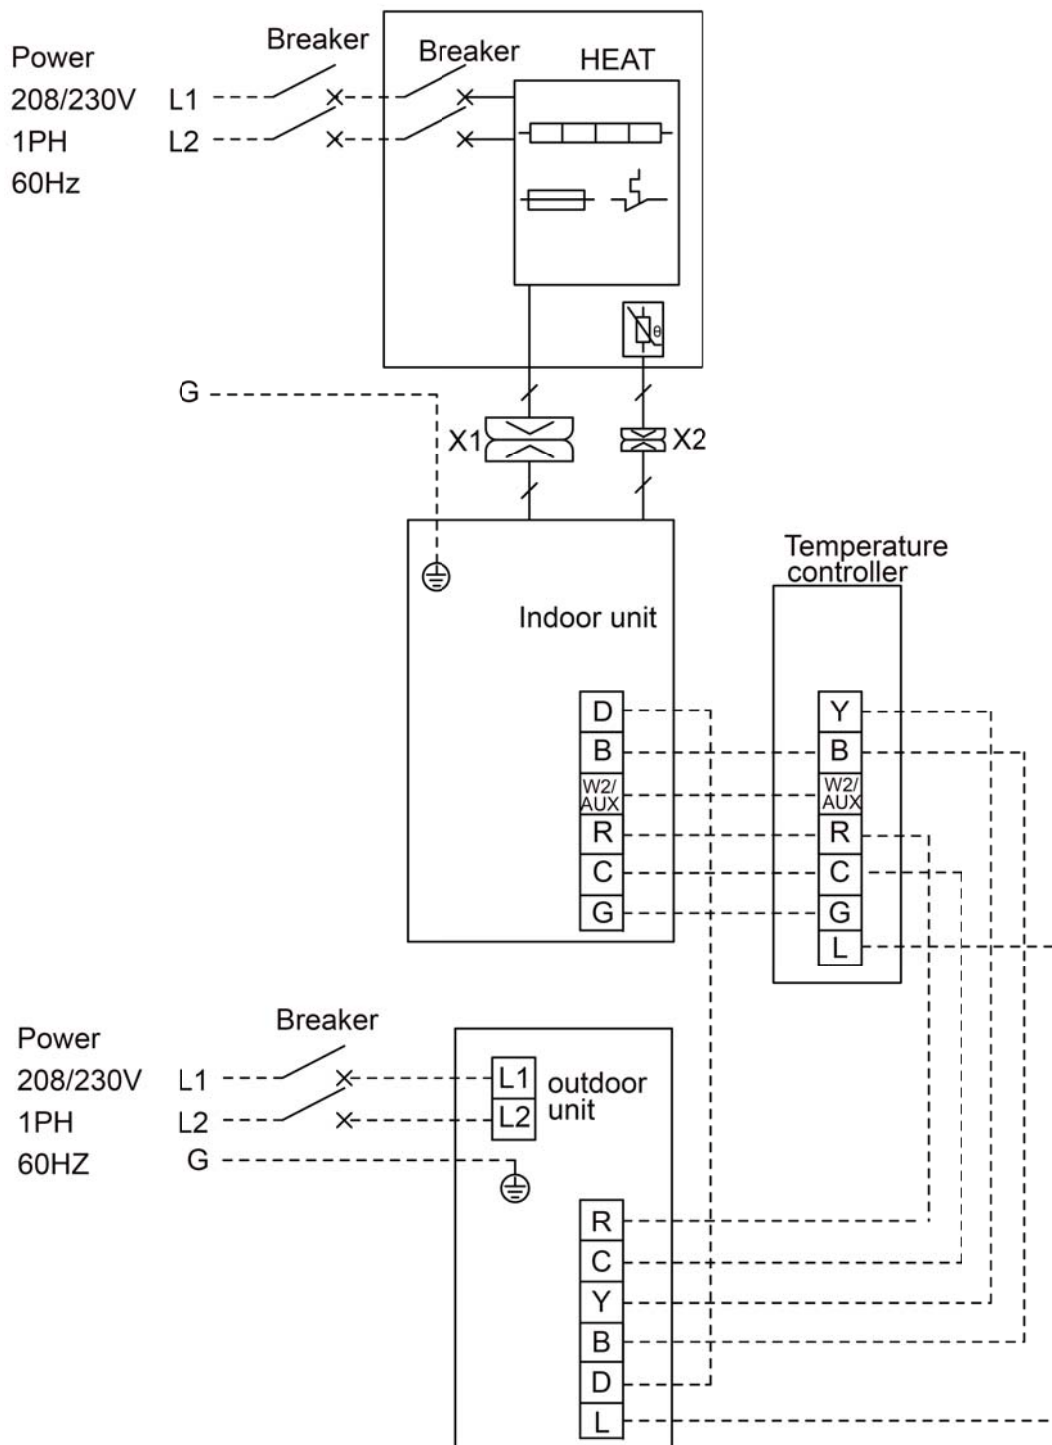 Breaker
Breaker
HEAT
Power
208/230V L1
1PH L2
60Hz
θ
G
X1
X2
Temperature
controller
Indoor unit
D
B
W2/
AUX
R
C
G
Y
B
W2/
AUX
R
C
G
L
Breaker
Power
208/230V L1
1PH L2
60HZ G
L1
L2
outdoor
unit
R
C
Y
B
D
L